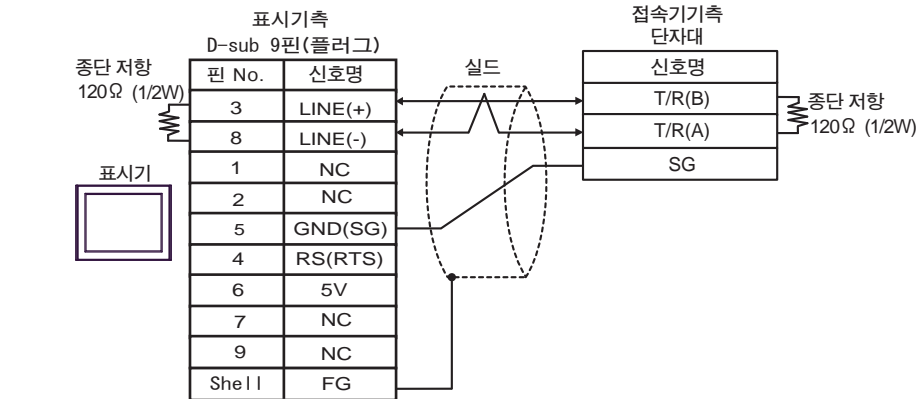 표시기측
D-sub 9핀(플러그)
접속기기측
단자대
종단 저항
120Ω (1/2W)
핀 No. 신호명
실드
신호명
3 LINE(+)
T/R(B)
종단 저항
120Ω (1/2W)
8 LINE(-)
T/R(A)
표시기
1 NC
SG
2 NC
5 GND(SG)
4 RS(RTS)
6 5V
7 NC
9 NC
Shell FG